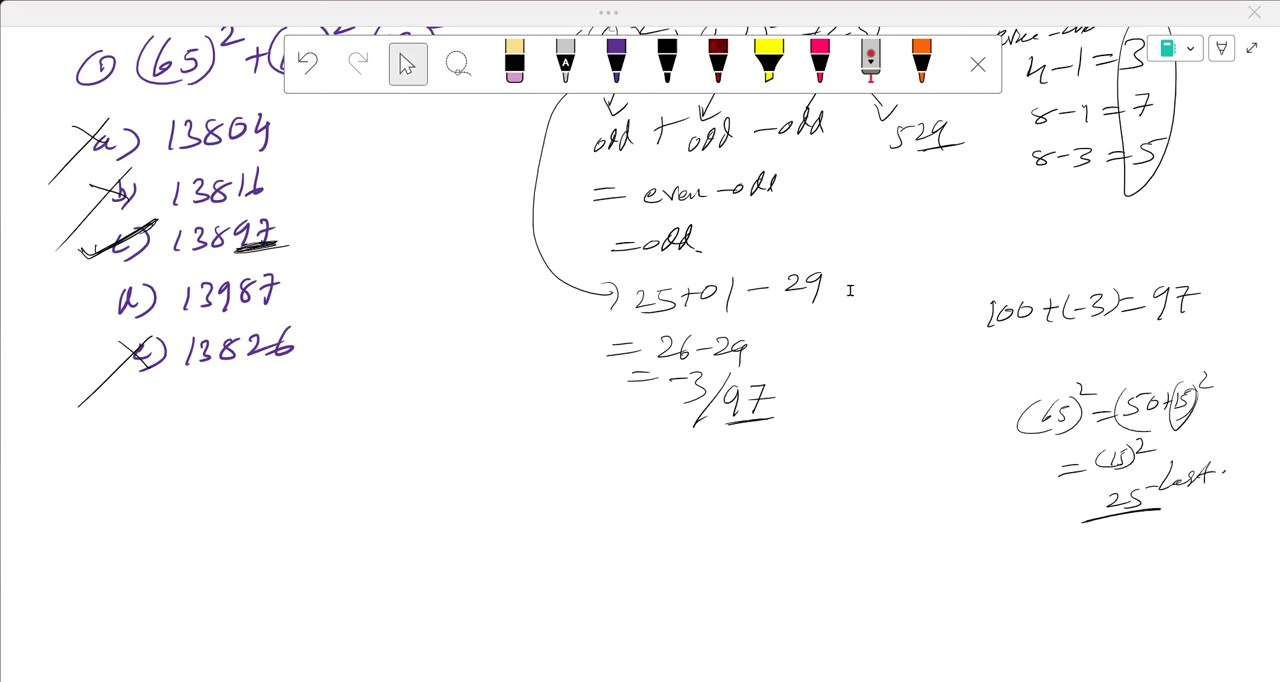 ① (65)² + (
a) 13804
b) 13816
c) 13897
d) 13987
e) 13826
odd + odd - odd
529
= even - odd
= odd.
25 + 01 - 29
= 26 - 29
= -3/97
4 - 1 = 3
8 - 1 = 7
8 - 3 = 5
100 + (-3) = 97
(65)² = (50 + 15)²
= (15)²
25 - Last.